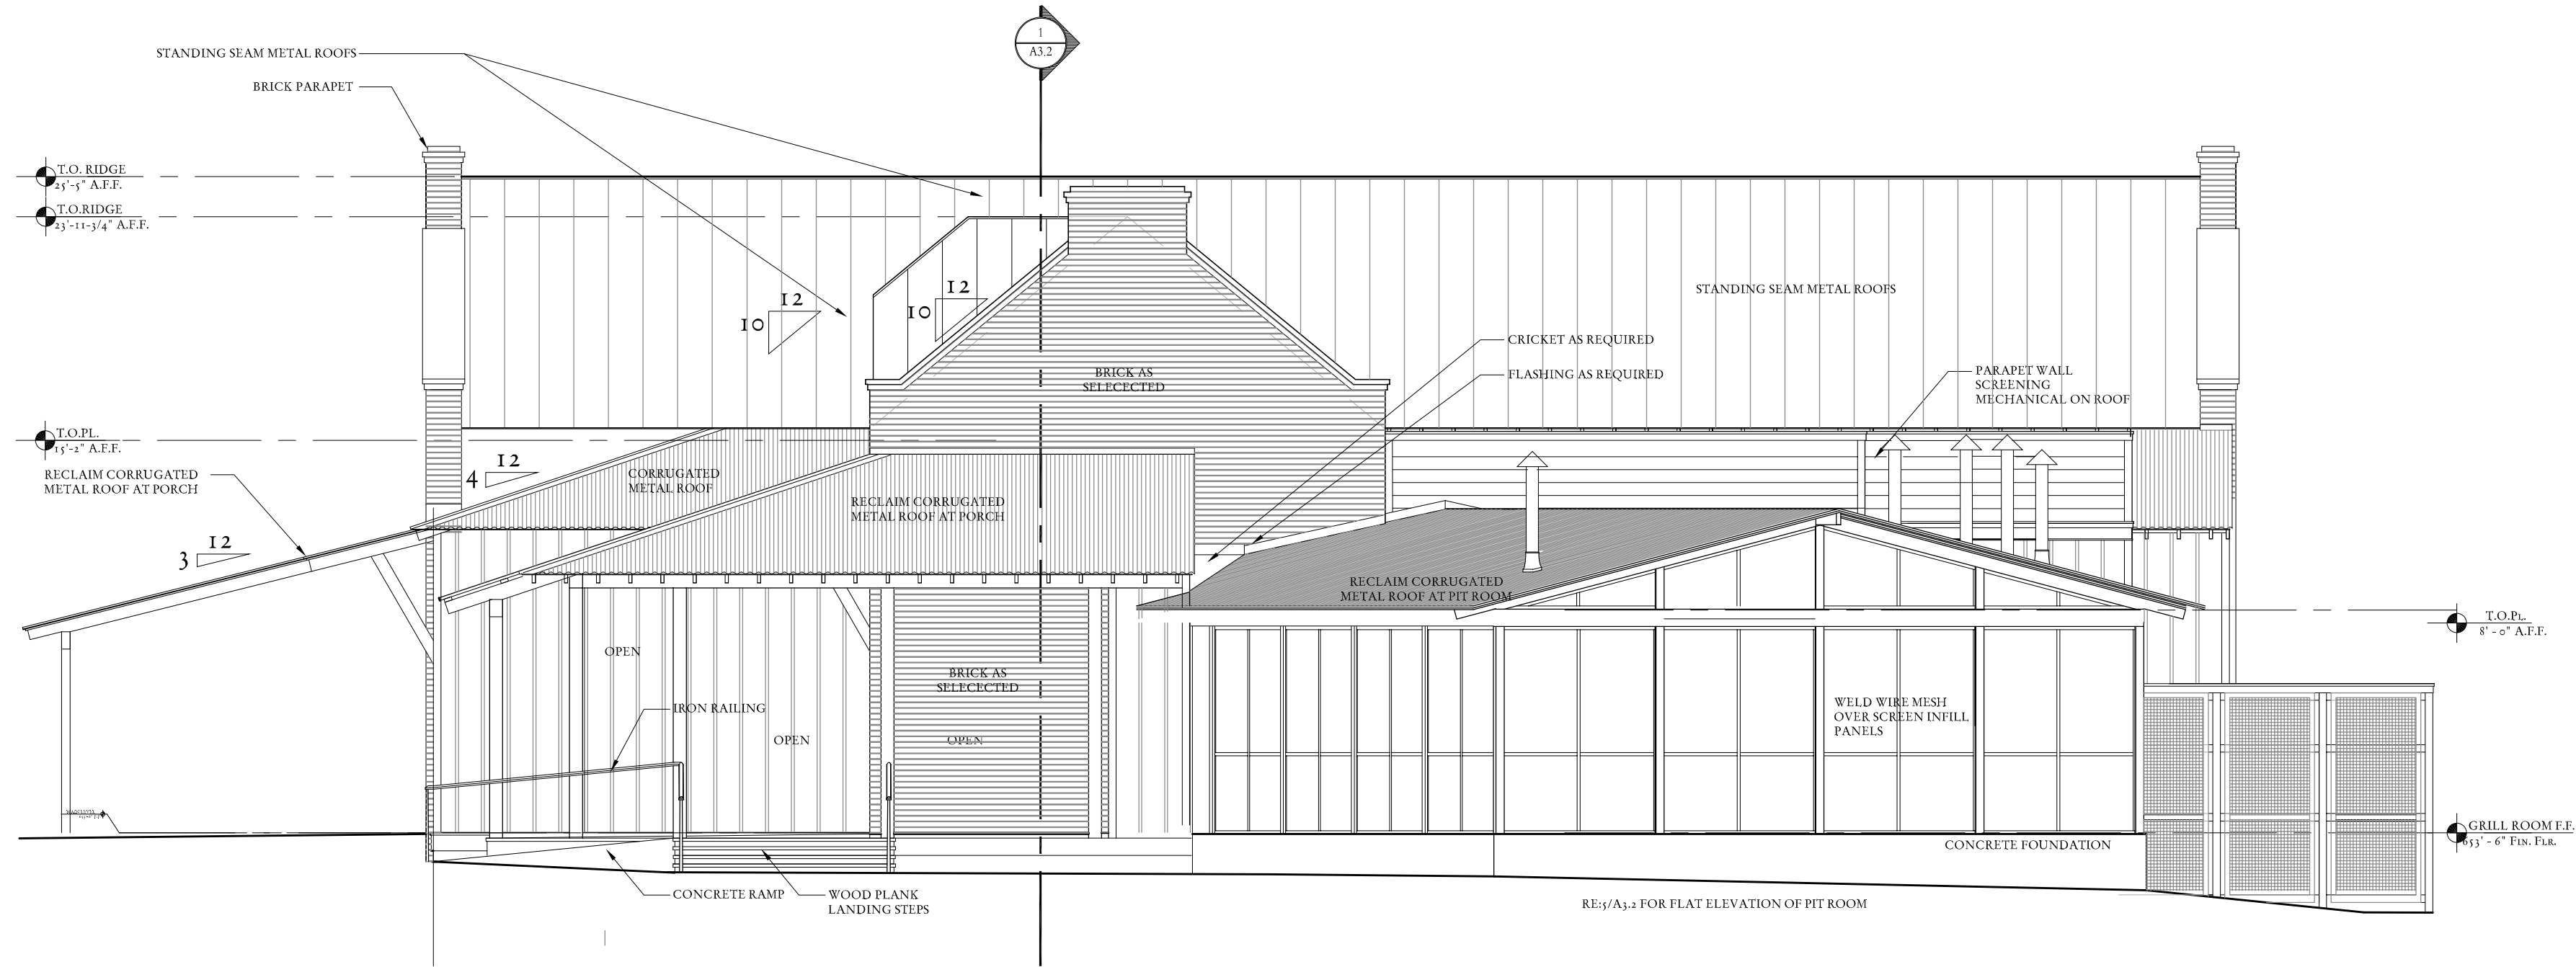 1
A3.2
STANDING SEAM METAL ROOFS
BRICK PARAPET
T.O. RIDGE
25'-5" A.F.F.
T.O.RIDGE
23'-11-3/4" A.F.F.
12
10
12
10
STANDING SEAM METAL ROOFS
CRICKET AS REQUIRED
FLASHING AS REQUIRED
BRICK AS
SELECECTED
PARAPET WALL
SCREENING
MECHANICAL ON ROOF
T.O.PL.
15'-2" A.F.F.
RECLAIM CORRUGATED
METAL ROOF AT PORCH
12
4
CORRUGATED
METAL ROOF
RECLAIM CORRUGATED
METAL ROOF AT PORCH
12
3
RECLAIM CORRUGATED
METAL ROOF AT PIT ROOM
T.O.PL.
8' - 0" A.F.F.
OPEN
BRICK AS
SELECECTED
IRON RAILING
OPEN
OPEN
WELD WIRE MESH
OVER SCREEN INFILL
PANELS
GRILL ROOM F.F.
653' - 6" FIN. FLR.
CONCRETE FOUNDATION
CONCRETE RAMP
WOOD PLANK
LANDING STEPS
RE:5/A3.2 FOR FLAT ELEVATION OF PIT ROOM